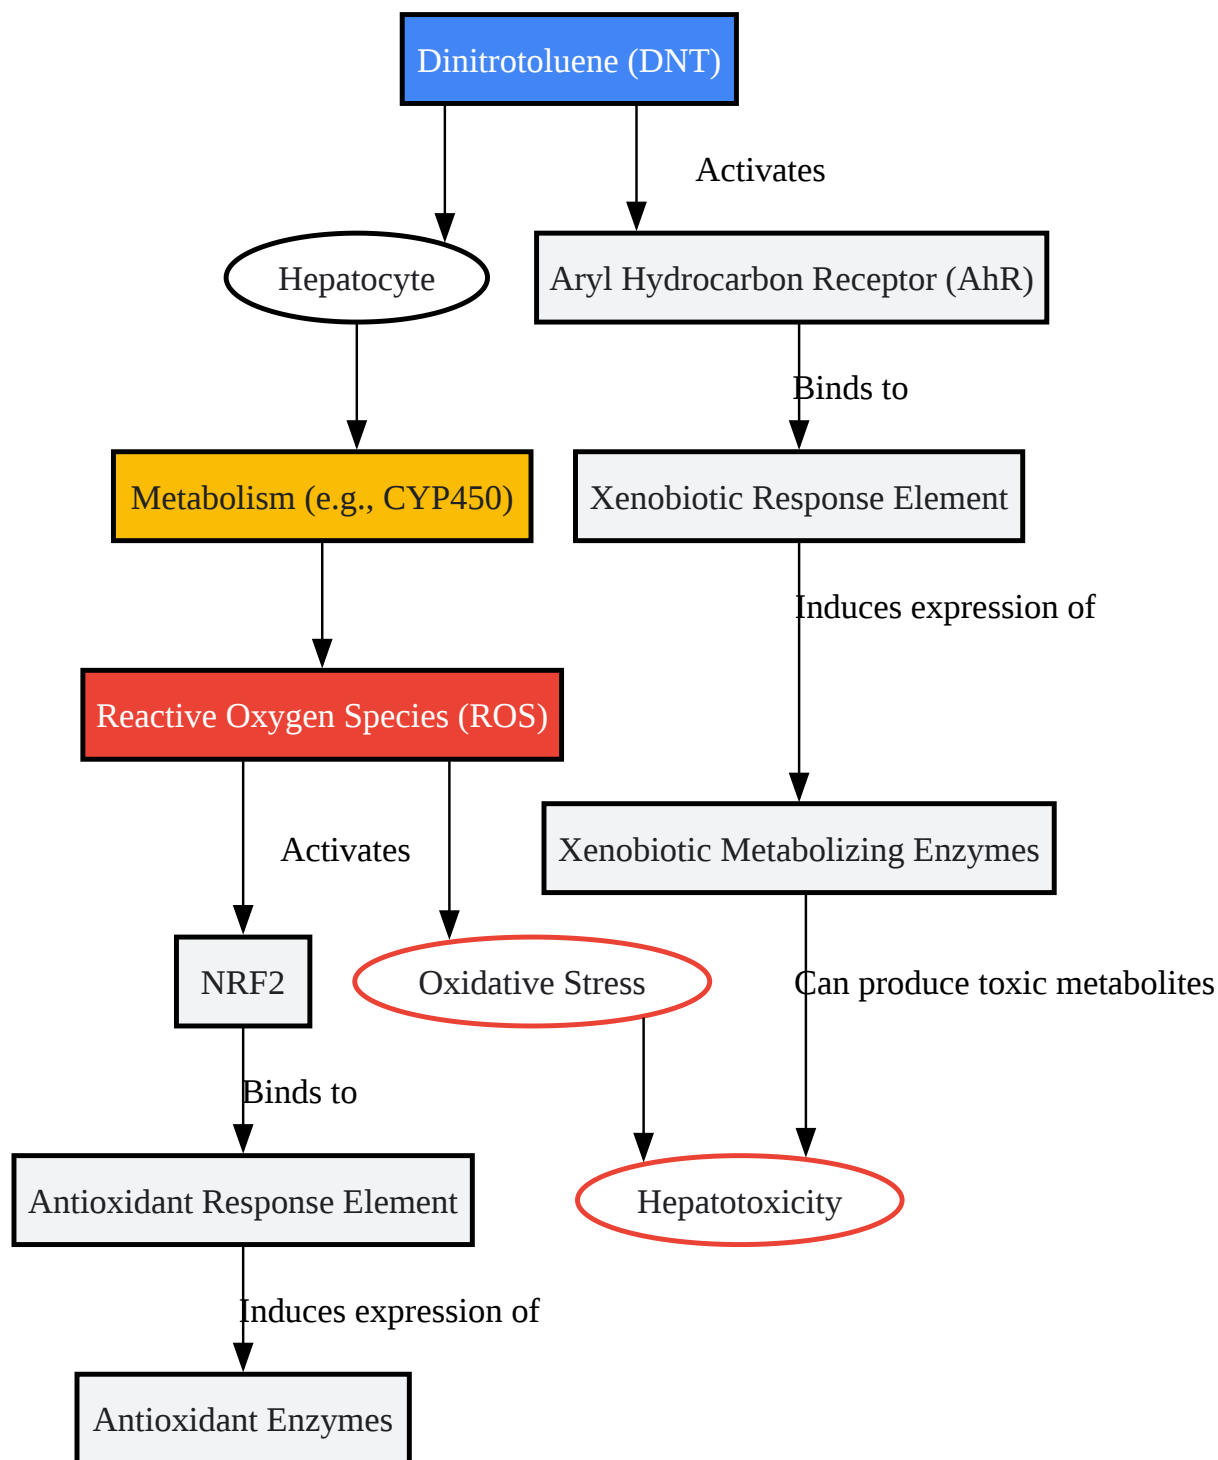 Dinitrotoluene (DNT)
Activates
Hepatocyte
Aryl Hydrocarbon Receptor (AhR)
Binds to
Metabolism (e.g., CYP450)
Xenobiotic Response Element
Induces expression of
Reactive Oxygen Species (ROS)
Activates
Xenobiotic Metabolizing Enzymes
NRF2
Oxidative Stress
Can produce toxic metabolites
Binds to
Antioxidant Response Element
Hepatotoxicity
Induces expression of
Antioxidant Enzymes